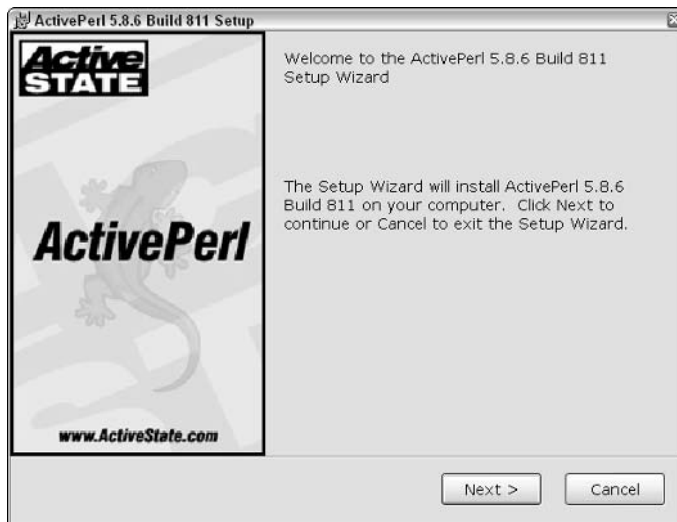 ActivePerl 5.8.6 Build 811 Setup
Active
STATE
ActivePerl
www.ActiveState.com
Welcome to the ActivePerl 5.8.6 Build 811
Setup Wizard
The Setup Wizard will install ActivePerl 5.8.6
Build 811 on your computer. Click Next to
continue or Cancel to exit the Setup Wizard.
Next >
Cancel